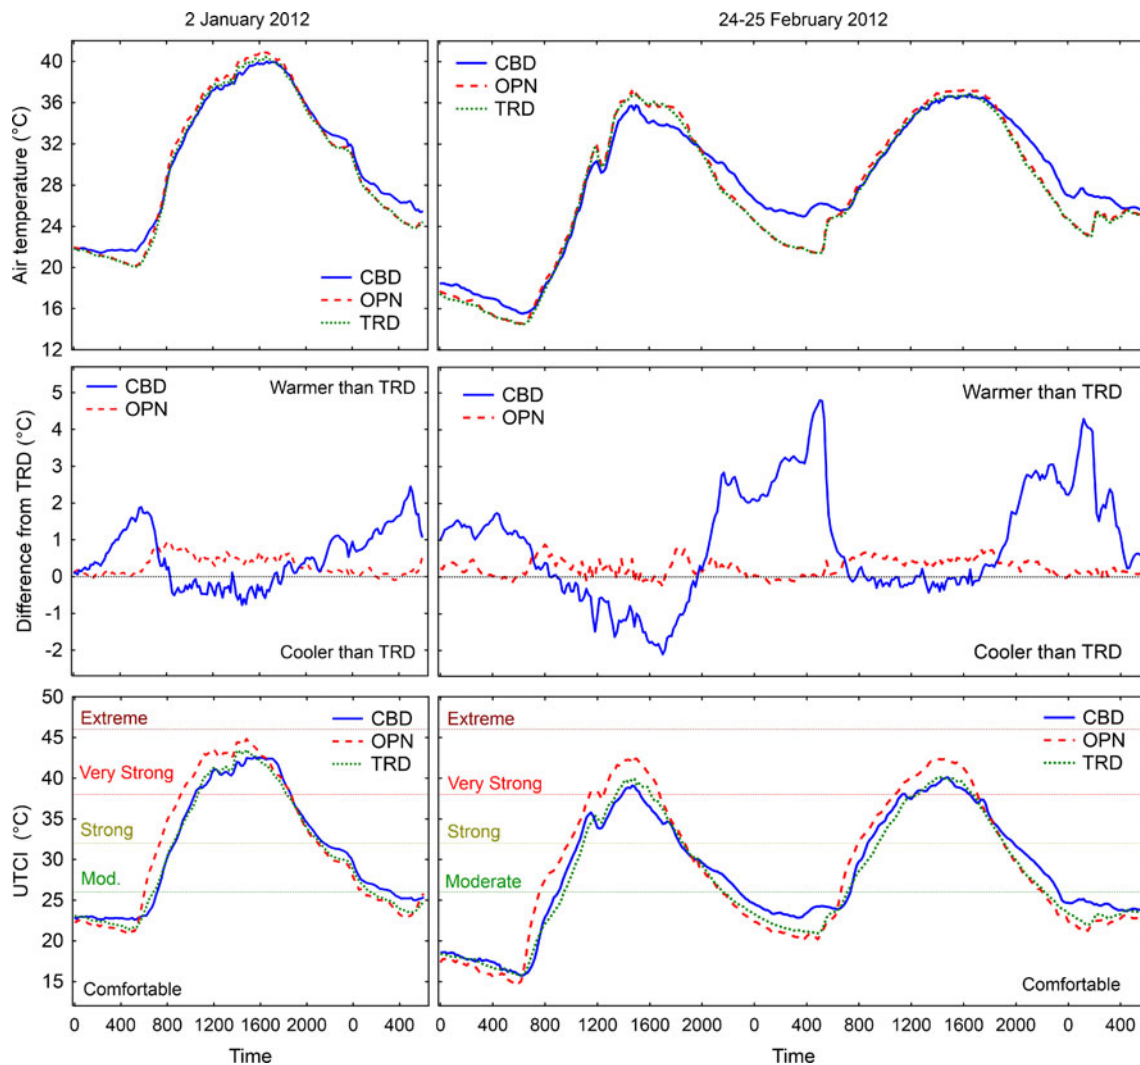 2 January 2012
24-25 February 2012
Air temperature (°C)
40
36
32
28
24
20
16
12
CBD
OPN
TRD
CBD
OPN
TRD
Difference from TRD (°C)
5
4
3
2
1
0
-1
-2
CBD
OPN
Warmer than TRD
Cooler than TRD
CBD
OPN
Warmer than TRD
Cooler than TRD
UTCI (°C)
50
45
40
35
30
25
20
15
Extreme
Very Strong
Strong
Mod.
Comfortable
CBD
OPN
TRD
Extreme
Very Strong
Strong
Moderate
Comfortable
CBD
OPN
TRD
0 400 800 1200 1600 2000 0 400
0 400 800 1200 1600 2000 0 400 800 1200 1600 2000 0 400
Time
Time